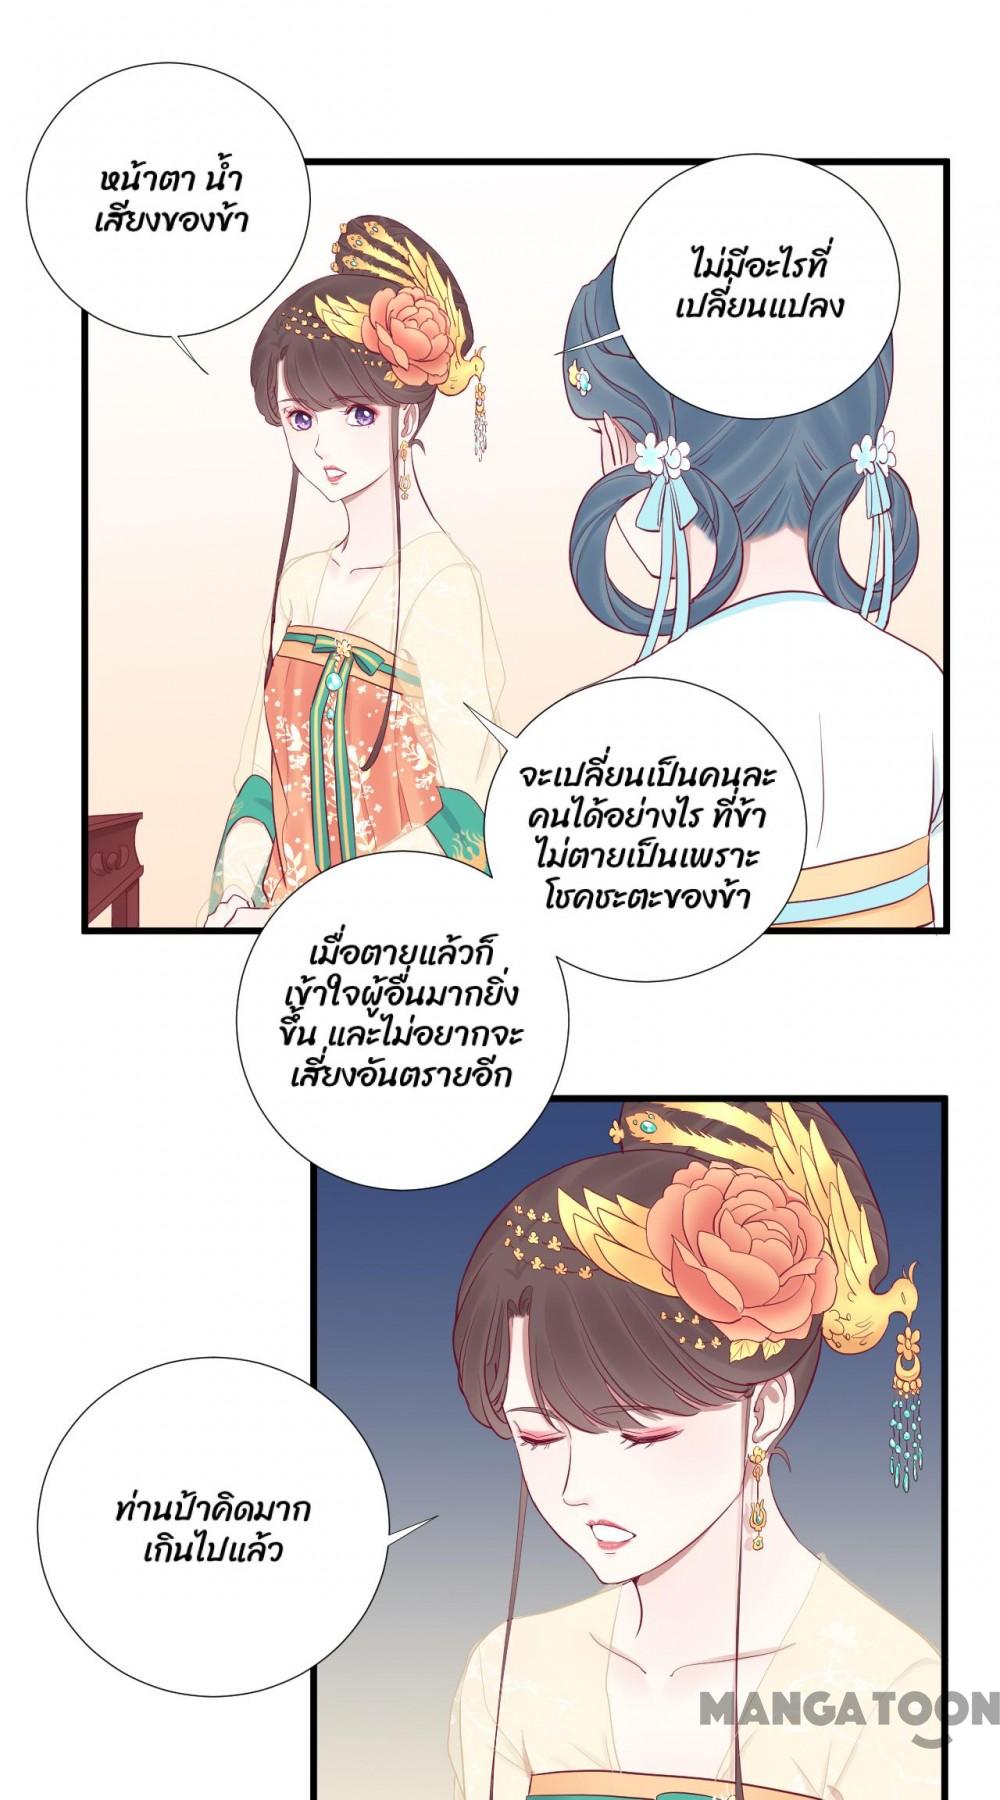 หน้าตา น้ำ
เสียงของข้า
ไม่มีอะไรที่
เปลี่ยนแปลง
จะเปลี่ยนเป็นคนละ
คนได้อย่างไร ที่ข้า
ไม่ตายเป็นเพราะ
โชคชะตะของข้า
เมื่อตายแล้วก็
เข้าใจผู้อื่นมากยิ่ง
ขึ้น และไม่อยากจะ
เสี่ยงอันตรายอีก
ท่านป้าคิดมาก
เกินไปแล้ว
MANGATOON